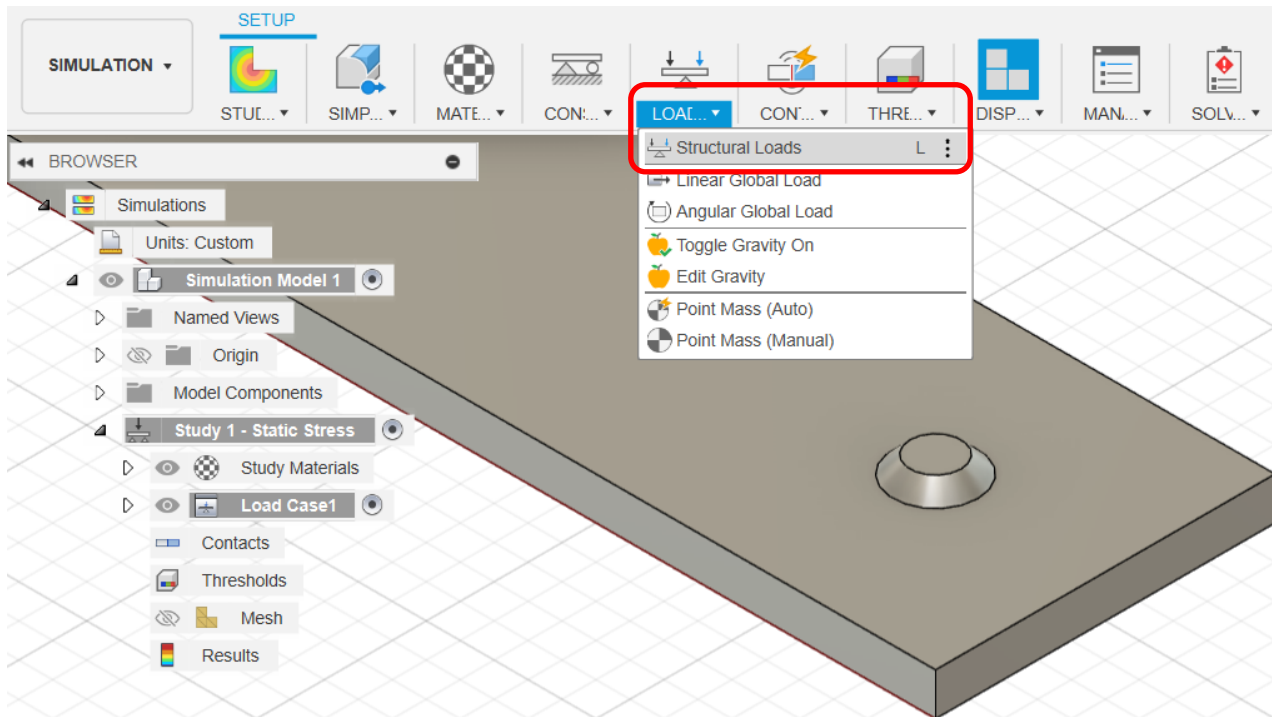 SETUP
SIMULATION
STUD... SIMP... MATE... CONS... LOAD... CONT... THRE... DISP... MAN... SOLV...
BROWSER
Simulations
Units: Custom
Simulation Model 1
Named Views
Origin
Model Components
Study 1 - Static Stress
Study Materials
Load Case1
Contacts
Thresholds
Mesh
Results
Structural Loads L
Linear Global Load
Angular Global Load
Toggle Gravity On
Edit Gravity
Point Mass (Auto)
Point Mass (Manual)